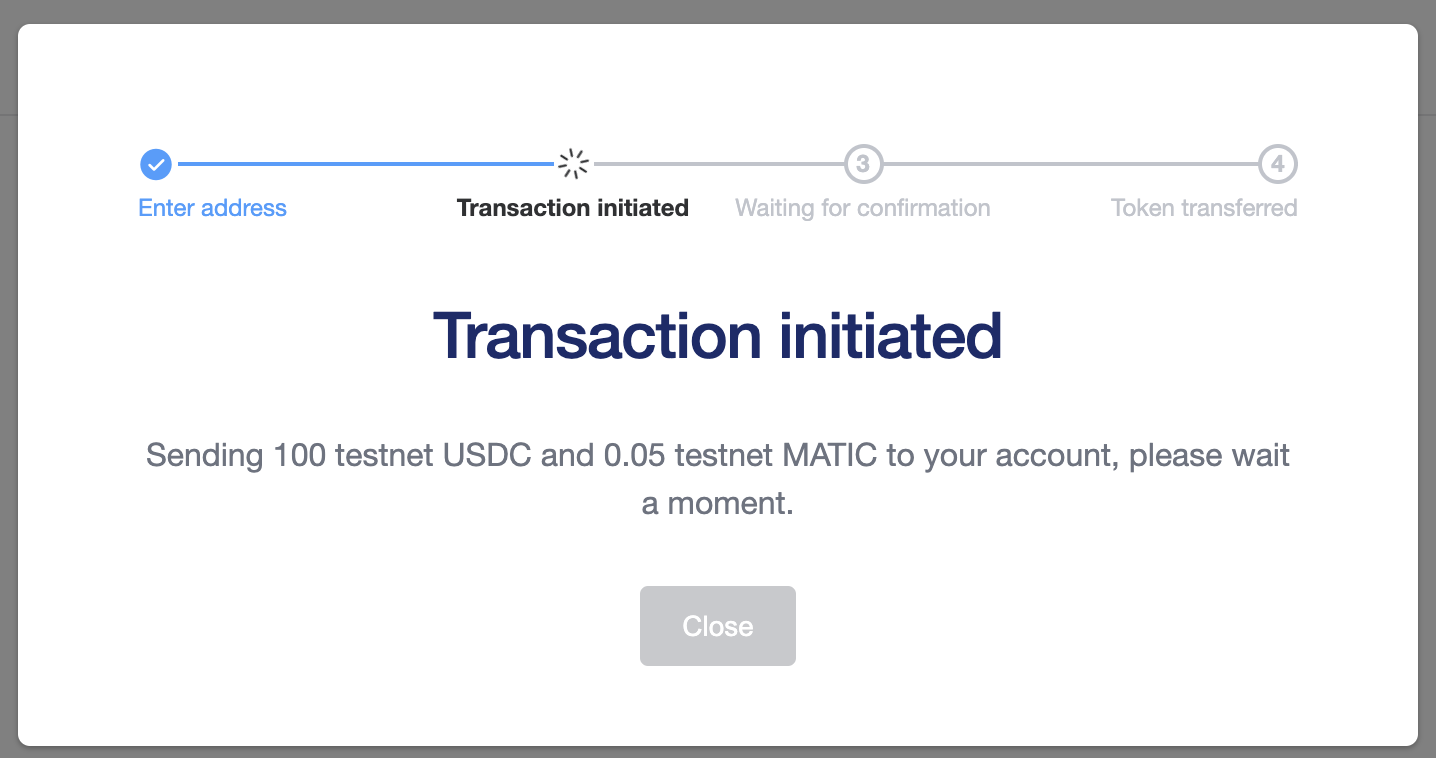 3
4
Enter address
Transaction initiated
Waiting for confirmation
Token transferred
Transaction initiated
Sending 100 testnet USDC and 0.05 testnet MATIC to your account, please wait
a moment.
Close